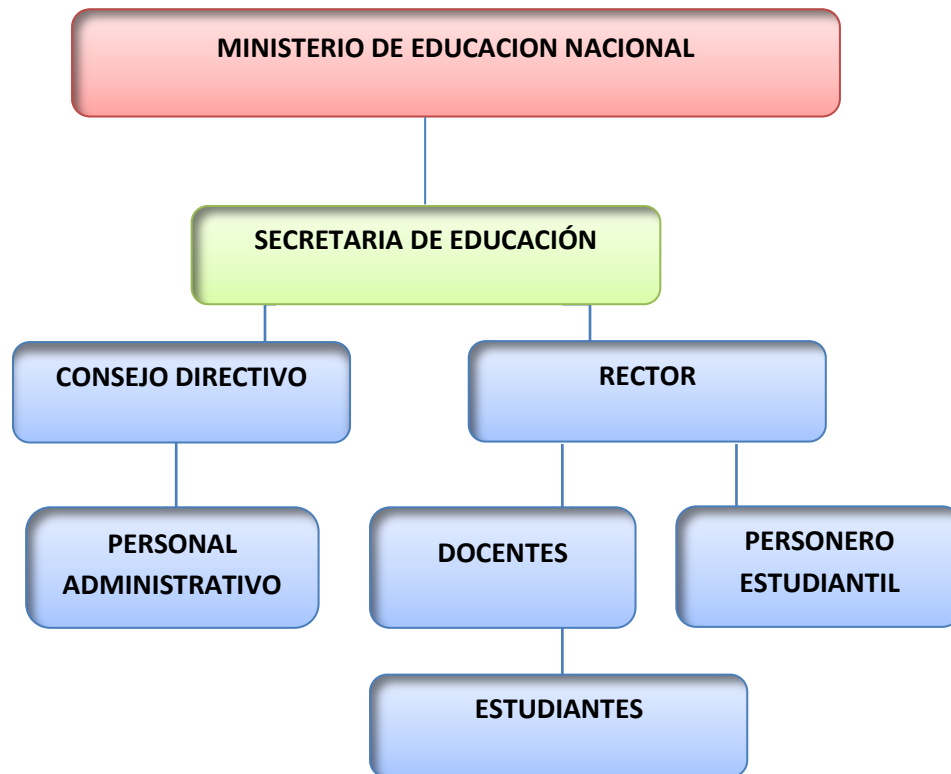 MINISTERIO DE EDUCACION NACIONAL
SECRETARIA DE EDUCACIÓN
CONSEJO DIRECTIVO
RECTOR
PERSONAL
ADMINISTRATIVO
DOCENTES
PERSONERO
ESTUDIANTIL
ESTUDIANTES